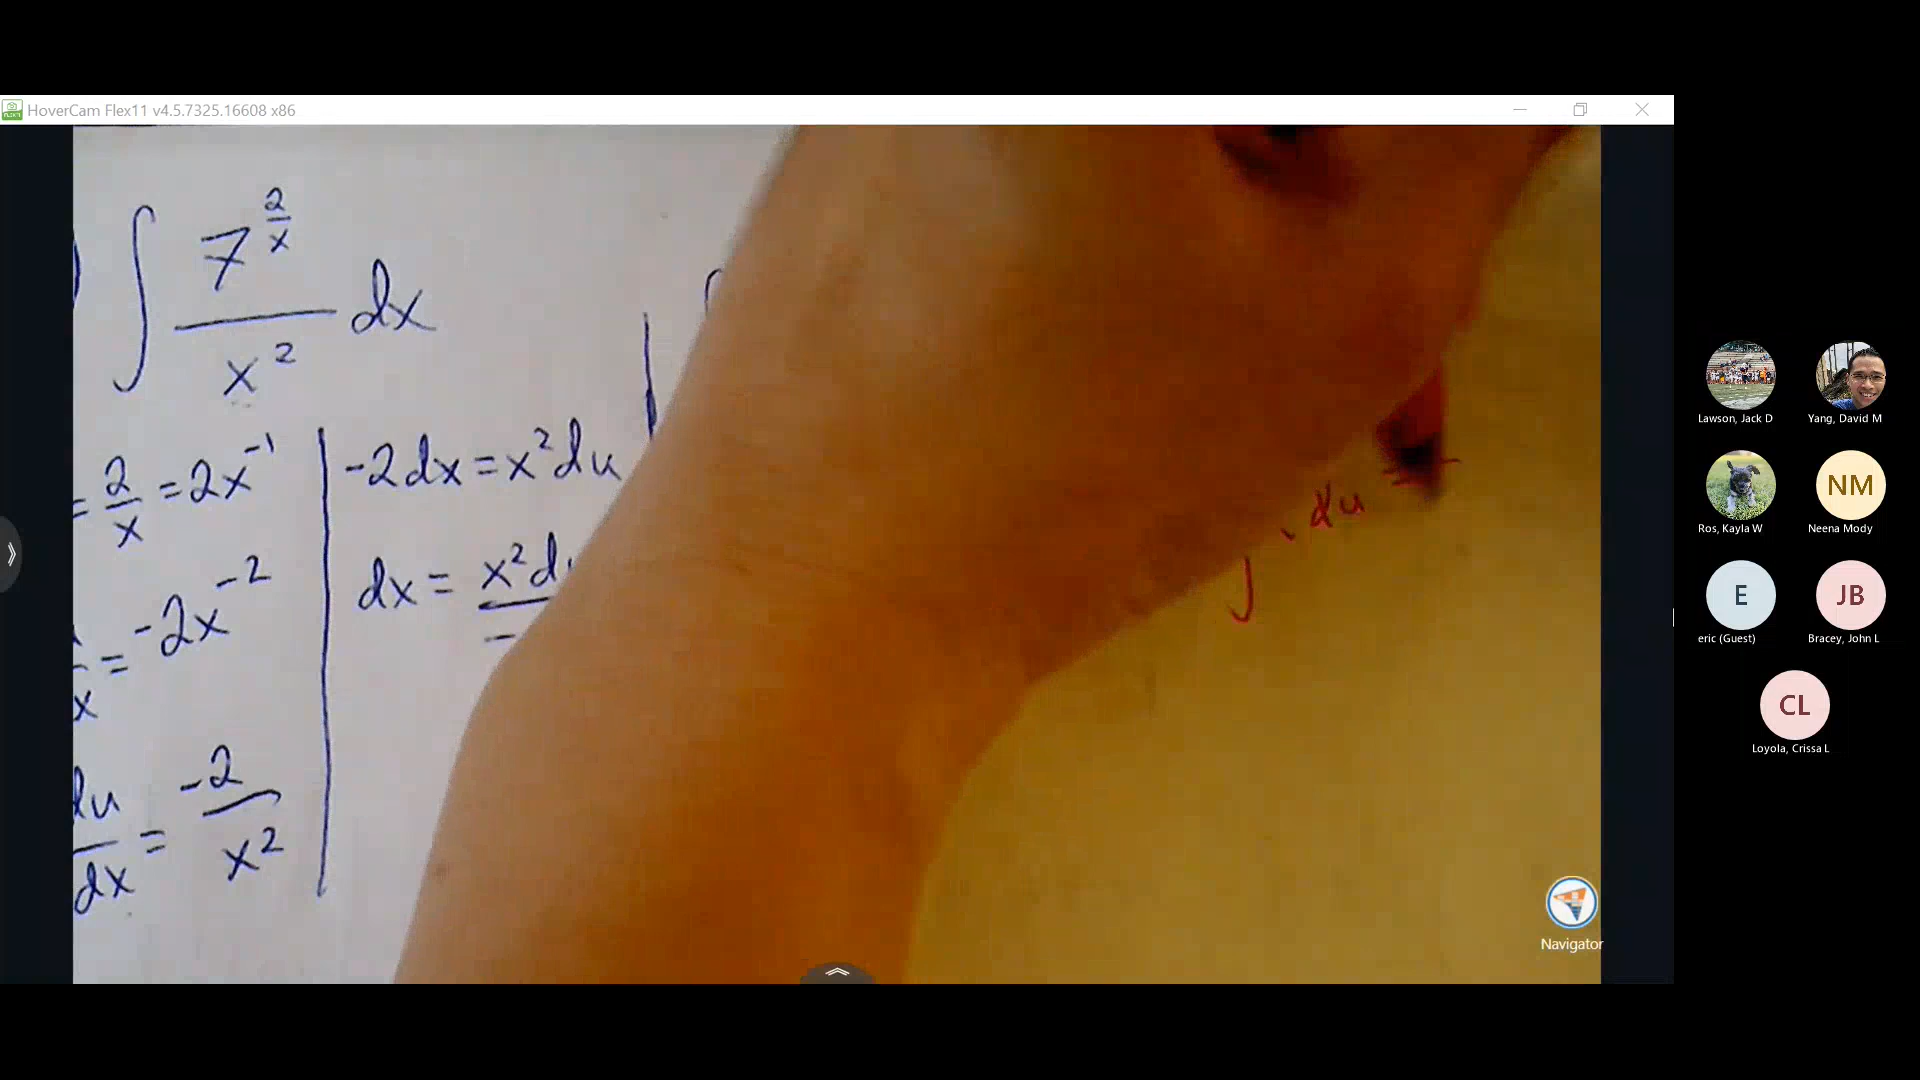 HoverCam Flex11 v4.5.7325.16608 x86
∫ 7^(2/x) / x² dx
= 2/x = 2x⁻¹
= -2x⁻²
x
du/dx = -2/x²
-2dx = x²du
dx = x²d
-
∫ du =
Lawson, Jack D
Yang, David M
Ros, Kayla W
NM
Neena Mody
E
eric (Guest)
JB
Bracey, John L
CL
Loyola, Crissa L
Navigator